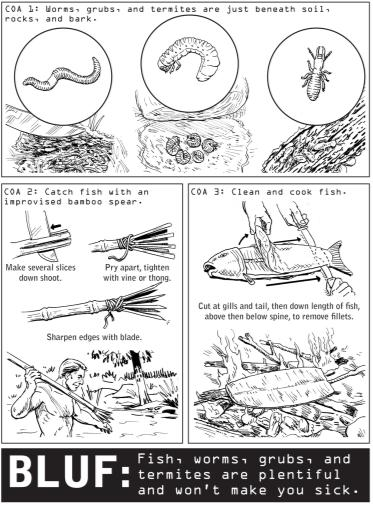 COA 1: Worms, grubs, and termites are just beneath soil,
rocks, and bark.
COA 2: Catch fish with an
improvised bamboo spear.
Make several slices
down shoot.
Pry apart, tighten
with vine or thong.
Sharpen edges with blade.
COA 3: Clean and cook fish.
Cut at gills and tail, then down length of fish,
above then below spine, to remove fillets.
BLUF:
Fish, worms, grubs, and
termites are plentiful
and won't make you sick.